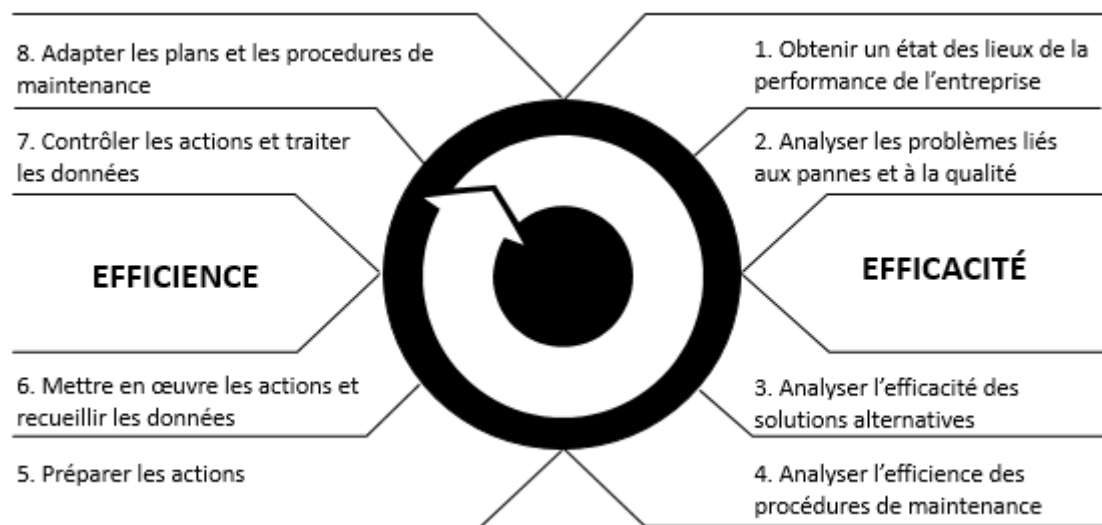 8. Adapter les plans et les procedures de
maintenance
7. Contrôler les actions et traiter
les données
EFFICIENCE
6. Mettre en œuvre les actions et
recueillir les données
5. Préparer les actions
1. Obtenir un état des lieux de la
performance de l'entreprise
2. Analyser les problèmes liés
aux pannes et à la qualité
EFFICACITÉ
3. Analyser l'efficacité des
solutions alternatives
4. Analyser l'efficience des
procédures de maintenance